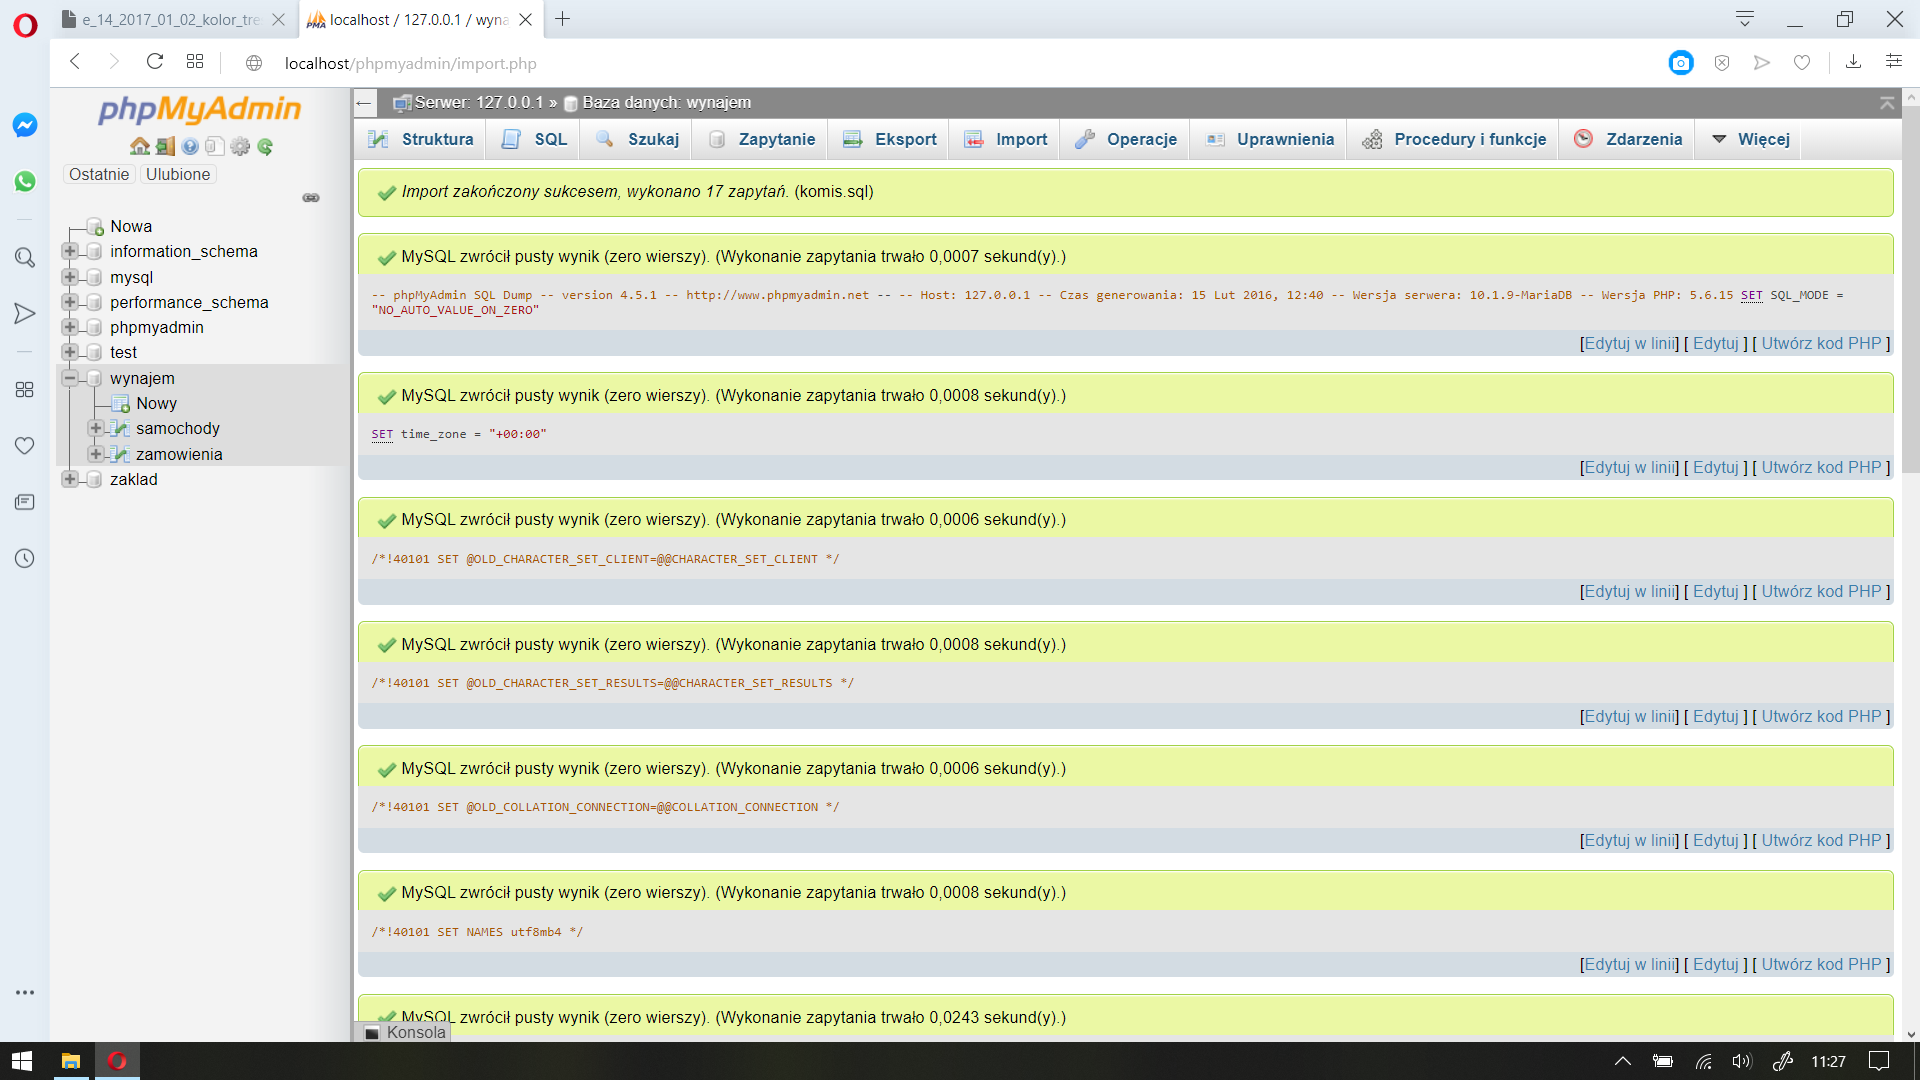 e_14_2017_01_02_kolor_tre
localhost / 127.0.0.1 / wyna
localhost/phpmyadmin/import.php
phpMyAdmin
Ostatnie Ulubione
Nowa
information_schema
mysql
performance_schema
phpmyadmin
test
wynajem
Nowy
samochody
zamowienia
zaklad
Serwer: 127.0.0.1 » Baza danych: wynajem
Struktura SQL Szukaj Zapytanie Eksport Import Operacje Uprawnienia Procedury i funkcje Zdarzenia Więcej
Import zakończony sukcesem, wykonano 17 zapytań. (komis.sql)
MySQL zwrócił pusty wynik (zero wierszy). (Wykonanie zapytania trwało 0,0007 sekund(y).)
-- phpMyAdmin SQL Dump -- version 4.5.1 -- http://www.phpmyadmin.net -- -- Host: 127.0.0.1 -- Czas generowania: 15 Lut 2016, 12:40 -- Wersja serwera: 10.1.9-MariaDB -- Wersja PHP: 5.6.15 SET SQL_MODE =
"NO_AUTO_VALUE_ON_ZERO"
[Edytuj w linii] [ Edytuj ] [ Utwórz kod PHP ]
MySQL zwrócił pusty wynik (zero wierszy). (Wykonanie zapytania trwało 0,0008 sekund(y).)
SET time_zone = "+00:00"
[Edytuj w linii] [ Edytuj ] [ Utwórz kod PHP ]
MySQL zwrócił pusty wynik (zero wierszy). (Wykonanie zapytania trwało 0,0006 sekund(y).)
/*!40101 SET @OLD_CHARACTER_SET_CLIENT=@@CHARACTER_SET_CLIENT */
[Edytuj w linii] [ Edytuj ] [ Utwórz kod PHP ]
MySQL zwrócił pusty wynik (zero wierszy). (Wykonanie zapytania trwało 0,0008 sekund(y).)
/*!40101 SET @OLD_CHARACTER_SET_RESULTS=@@CHARACTER_SET_RESULTS */
[Edytuj w linii] [ Edytuj ] [ Utwórz kod PHP ]
MySQL zwrócił pusty wynik (zero wierszy). (Wykonanie zapytania trwało 0,0006 sekund(y).)
/*!40101 SET @OLD_COLLATION_CONNECTION=@@COLLATION_CONNECTION */
[Edytuj w linii] [ Edytuj ] [ Utwórz kod PHP ]
MySQL zwrócił pusty wynik (zero wierszy). (Wykonanie zapytania trwało 0,0008 sekund(y).)
/*!40101 SET NAMES utf8mb4 */
[Edytuj w linii] [ Edytuj ] [ Utwórz kod PHP ]
MySQL zwrócił pusty wynik (zero wierszy). (Wykonanie zapytania trwało 0,0243 sekund(y).)
Konsola
11:27